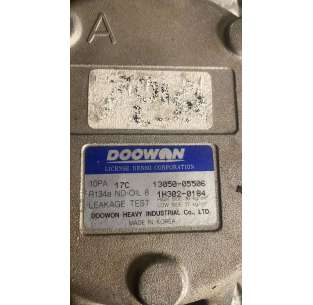 A
DOOWON
LICENSE DENSO CORPORATION
10PA 17C 13050-05506
R134a ND-OIL 8 1H302-0184
LEAKAGE TEST
DOOWON HEAVY INDUSTRIAL Co., LTD.
MADE IN KOREA